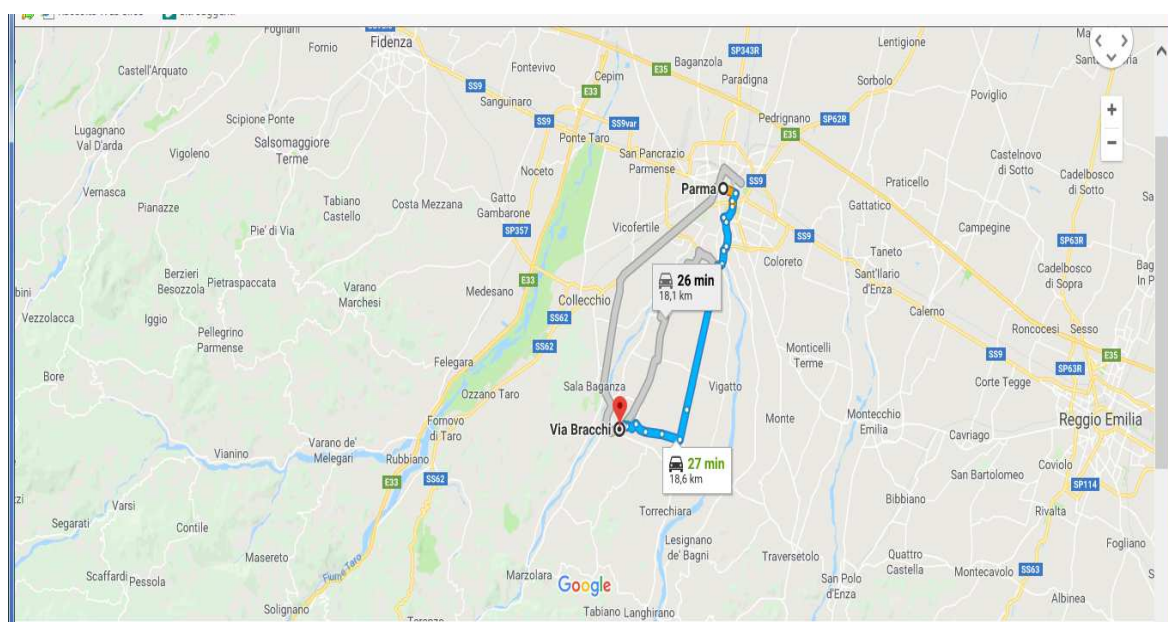 Fogliani
Fornio
Fidenza
SP343R
Lentigione
Castell'Arquato
Fontevivo
Cepim
E35
Baganzola
Paradigna
Sorbolo
SS9
E33
Sanguinaro
Poviglio
+
-
Scipione Ponte
SS9
SS9var
Pedrignano
SP62R
Lugagnano
Val D'arda
Vigoleno
Salsomaggiore
Terme
Ponte Taro
E35
San Pancrazio
Parmense
Castelnovo
di Sotto
Noceto
Cadelbosco
di Sotto
Vernasca
Parma
SS9
Praticello
Pianazze
Tabiano
Castello
Costa Mezzana
Gatto
Gambarone
Gattatico
Sa
Pie' di Via
SP357
Vicofertile
SS9
Campegine
SP63R
Taneto
Berzieri
Besozzola
Pietraspaccata
Varano
Marchesi
E33
Medesano
Coloreto
Sant'Ilario
d'Enza
Cadelbosco
di Sopra
Bag
In P
26 min
18,1 km
bini
Collecchio
Vezzolacca
Iggio
SS62
Calerno
Pellegrino
Parmense
SS62
Roncocesi
Sesso
Monticelli
Terme
SS9
E35
Felegara
SP63R
Bore
Sala Baganza
Vigatto
Corte Tegge
Ozzano Taro
Fornovo
di Taro
Via Bracchi
Monte
Montecchio
Emilia
Reggio Emilia
Vianino
Varano de'
Melegari
Rubbiano
Cavriago
27 min
18,6 km
Coviolo
E33
SS62
San Bartolomeo
SP114
zi
Varsi
Bibbiano
Torrechiara
Rivalta
Segarati
Contile
Lesignano
de' Bagni
Fogliano
Masereto
Traversetolo
Quattro
Castella
Scaffardi
Pessola
Fiume Taro
Marzolara
Google
San Polo
d'Enza
Montecavolo
SS63
S
Albinea
Solignano
Tabiano
Langhirano